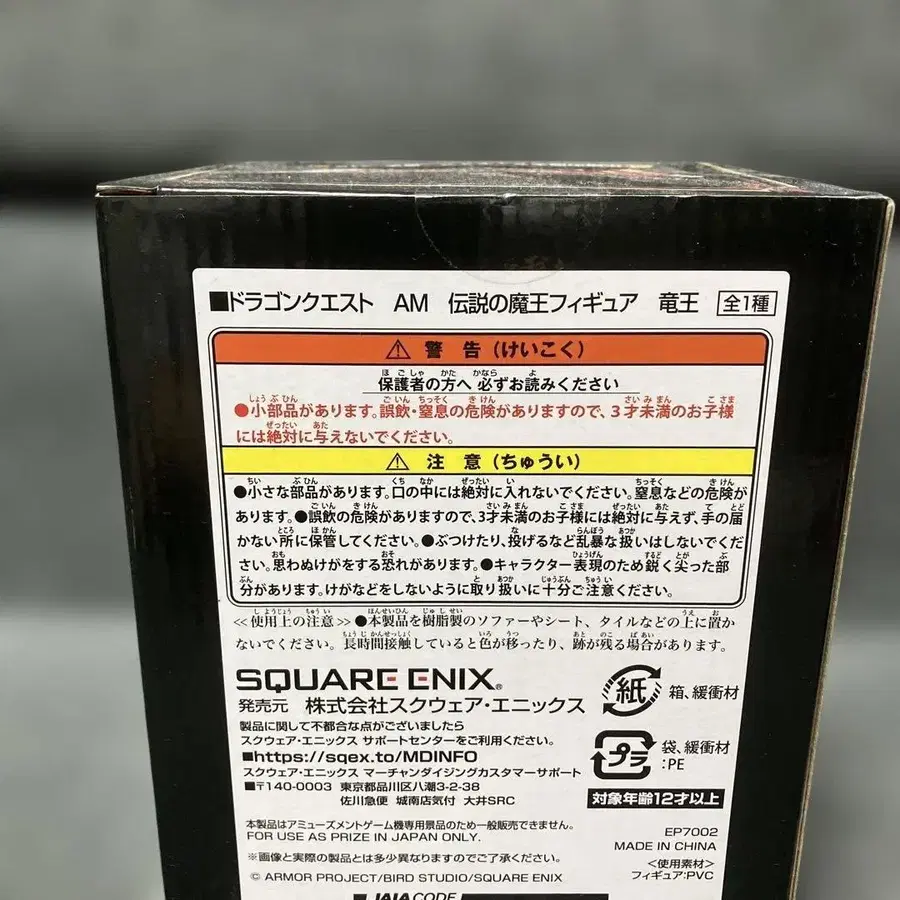 ■ドラゴンクエスト AM 伝説の魔王フィギュア 竜王 全1種
⚠ 警告(けいこく)
保護者の方へ 必ずお読みください
●小部品があります。誤飲・窒息の危険がありますので、3才未満のお子様
には絶対に与えないでください。
⚠ 注意(ちゅうい)
●小さな部品があります。口の中には絶対に入れないでください。窒息などの危険が
あります。●誤飲の危険がありますので、3才未満のお子様には絶対に与えず、手の届
かない所に保管してください。●ぶつけたり、投げるなど乱暴な扱いはしないでくだ
さい。思わぬけがをする恐れがあります。●キャラクター表現のため鋭く尖った部
分があります。けがなどをしないように取り扱いに十分ご注意ください。
≪使用上の注意≫●本製品を樹脂製のソファーやシート、タイルなどの上に置か
ないでください。長時間接触していると色が移ったり、跡が残る場合があります。
SQUARE ENIX®
発売元 株式会社スクウェア・エニックス
紙 箱、緩衝材
製品に関して不都合な点がございましたら
スクウェア・エニックス サポートセンターをご利用ください。
■https://sqex.to/MDINFO
プラ 袋、緩衝材
:PE
スクウェア・エニックス マーチャンダイジングカスタマーサポート
■〒140-0003 東京都品川区八潮3-2-38
佐川急便 城南店気付 大井SRC
対象年齢12才以上
本製品はアミューズメントゲーム機専用景品のため一般販売できません。
FOR USE AS PRIZE IN JAPAN ONLY.
EP7002
MADE IN CHINA
※画像と実際の製品とは多少異なりますのでご了承ください。
© ARMOR PROJECT/BIRD STUDIO/SQUARE ENIX
<使用素材>
フィギュア:PVC
JAIA CODE